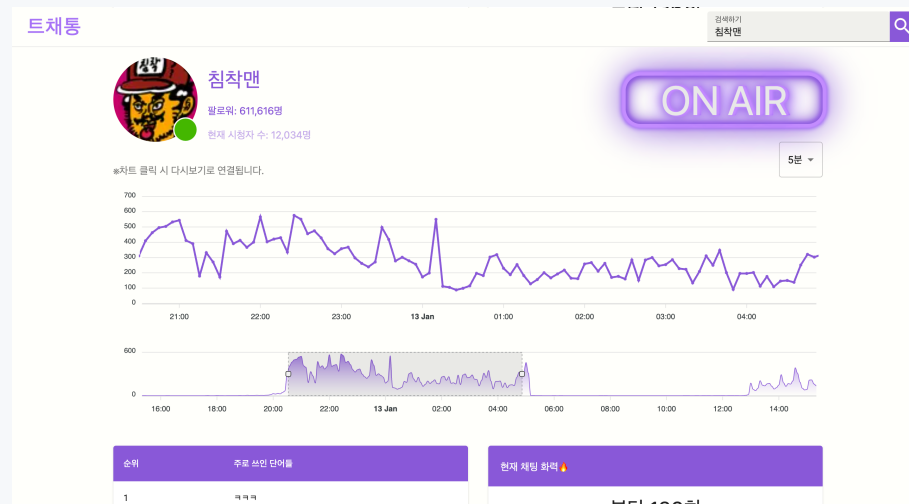 트채통
검색하기
침착맨
침착
침착맨
팔로워: 611,616명
현재 시청자 수: 12,034명
ON AIR
※차트 클릭 시 다시보기로 연결됩니다.
5분
700
600
500
400
300
200
100
0
21:00 22:00 23:00 13 Jan 01:00 02:00 03:00 04:00
600
0
16:00 18:00 20:00 22:00 13 Jan 02:00 04:00 06:00 08:00 10:00 12:00 14:00
순위 주로 쓰인 단어들
현재 채팅 화력🔥
1 ㅋㅋㅋ